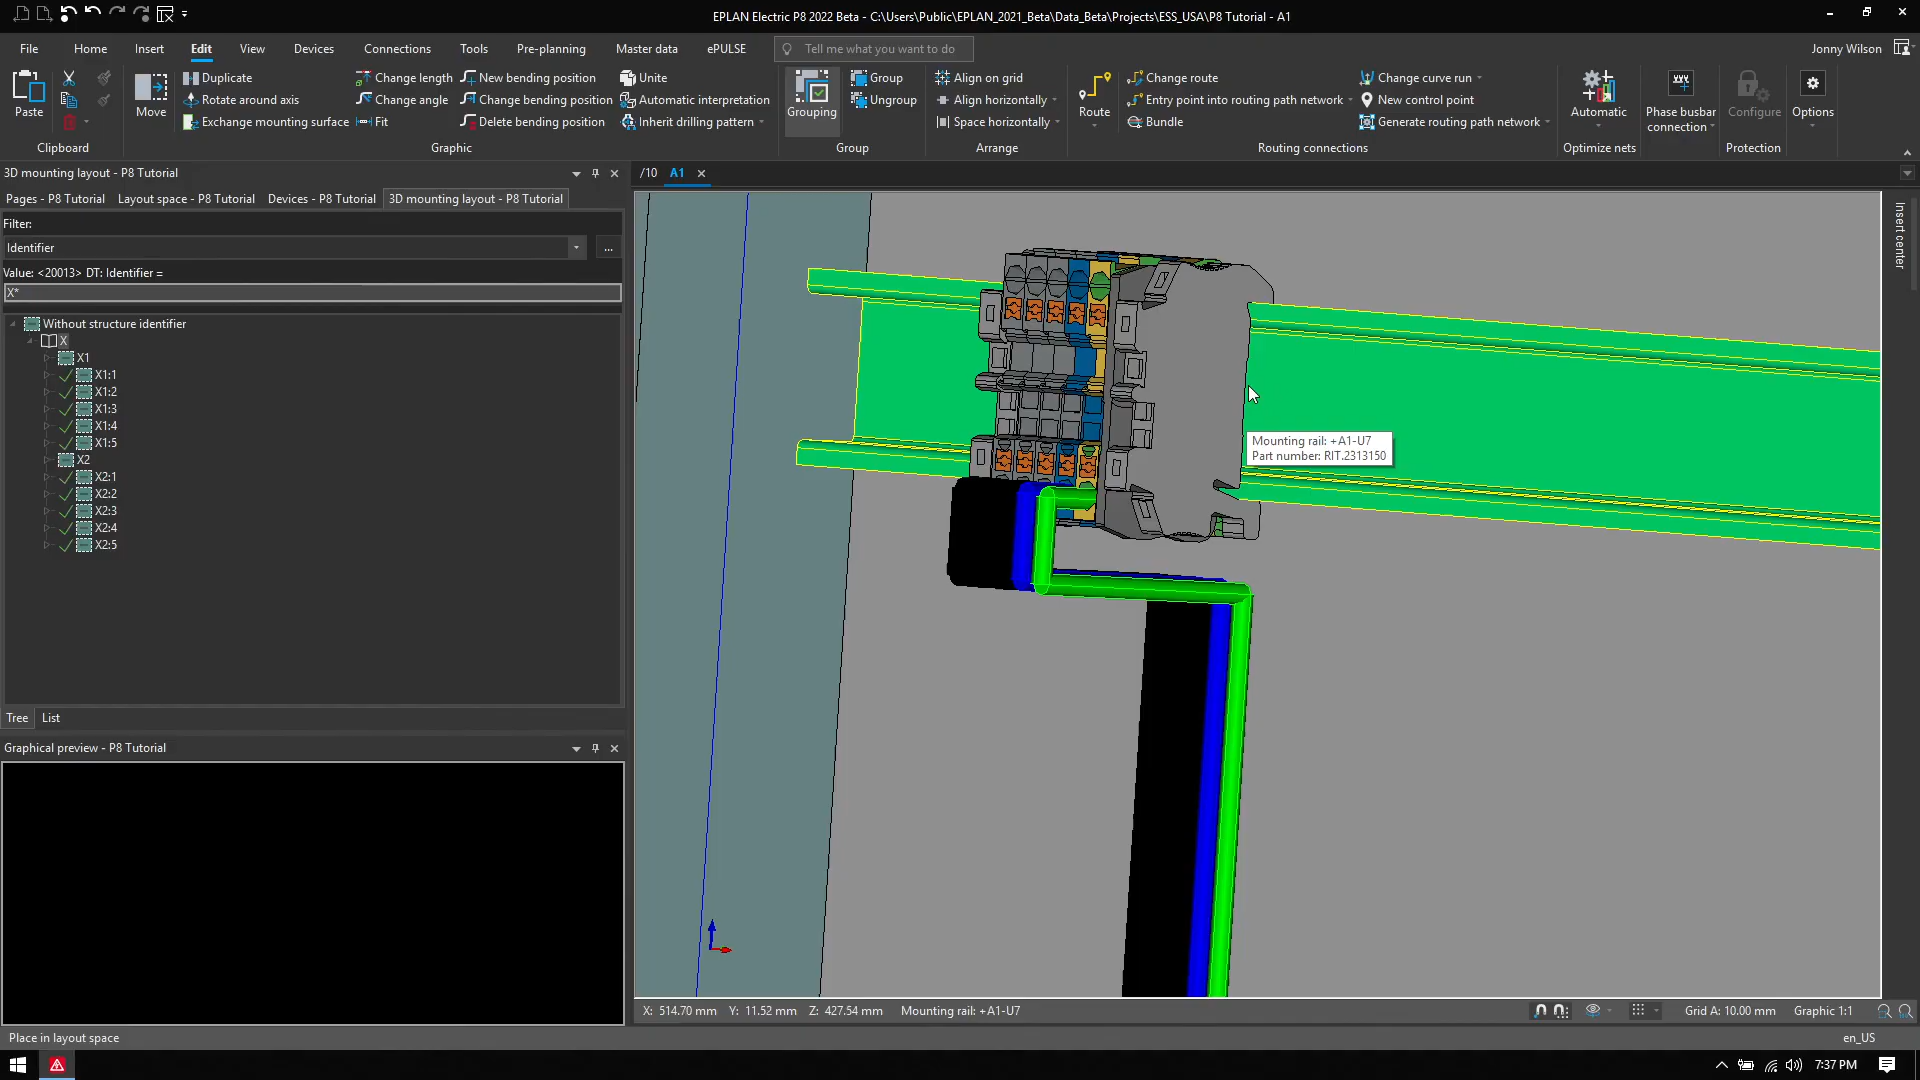 EPLAN Electric P8 2022 Beta - C:\Users\Public\EPLAN_2021_Beta\Data_Beta\Projects\ESS_USA\P8 Tutorial - A1
File Home Insert Edit View Devices Connections Tools Pre-planning Master data ePULSE Tell me what you want to do Jonny Wilson
Paste
Clipboard
Move
Duplicate
Rotate around axis
Exchange mounting surface
Change length
Change angle
Fit
New bending position
Change bending position
Delete bending position
Unite
Automatic interpretation
Inherit drilling pattern
Graphic
Grouping
Group
Ungroup
Group
Align on grid
Align horizontally
Space horizontally
Arrange
Route
Change route
Entry point into routing path network
Bundle
Change curve run
New control point
Generate routing path network
Routing connections
Automatic
Optimize nets
Phase busbar
connection
Configure
Protection
Options
3D mounting layout - P8 Tutorial
Pages - P8 Tutorial Layout space - P8 Tutorial Devices - P8 Tutorial 3D mounting layout - P8 Tutorial
Filter:
Identifier
...
Value: <20013> DT: Identifier =
X*
Without structure identifier
X
X1
X1:1
X1:2
X1:3
X1:4
X1:5
X2
X2:1
X2:2
X2:3
X2:4
X2:5
Tree List
Graphical preview - P8 Tutorial
/10 A1
Insert center
Mounting rail: +A1-U7
Part number: RIT.2313150
X: 514.70 mm Y: 11.52 mm Z: 427.54 mm Mounting rail: +A1-U7 Grid A: 10.00 mm Graphic 1:1
Place in layout space
en_US
7:37 PM